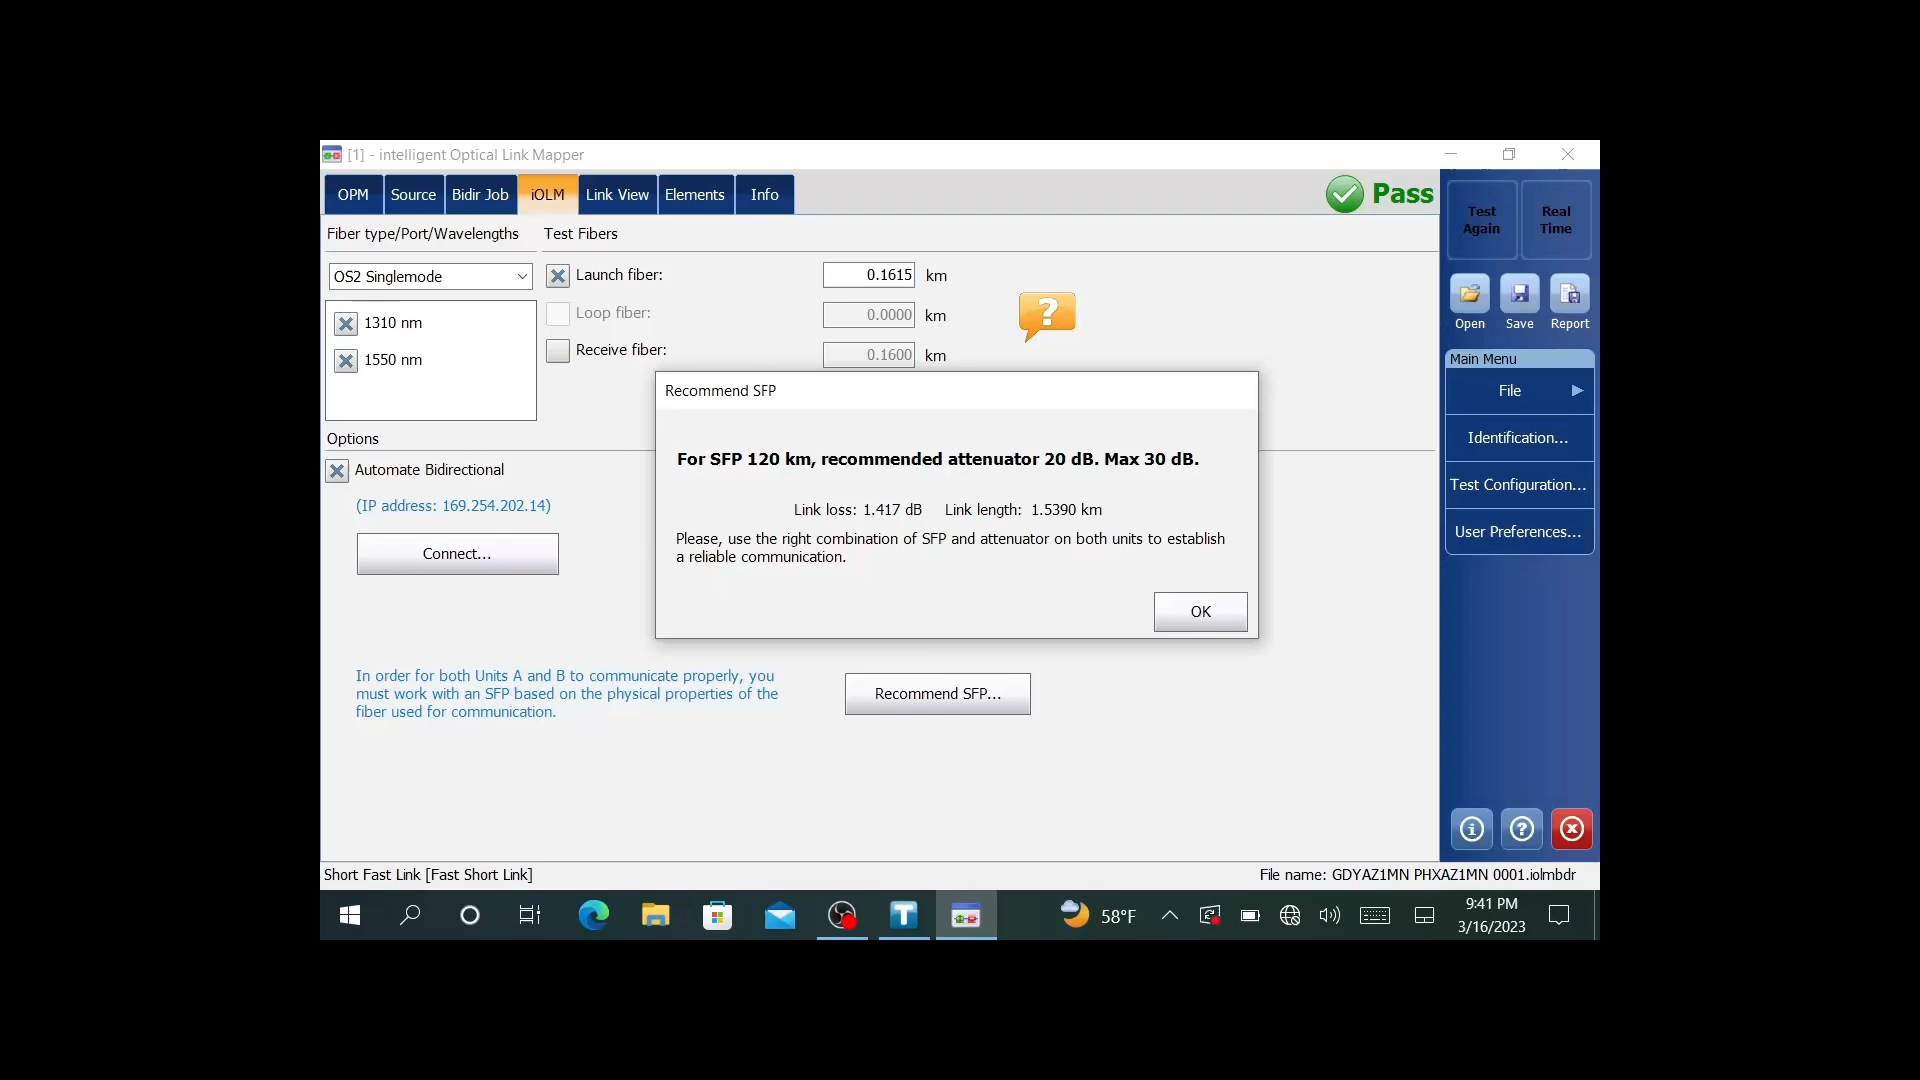 [1] - intelligent Optical Link Mapper
OPM
Source
Bidir Job
iOLM
Link View
Elements
Info
Pass
Test Again
Real Time
Fiber type/Port/Wavelengths
Test Fibers
OS2 Singlemode
1310 nm
1550 nm
Launch fiber:
0.1615
km
Loop fiber:
0.0000
km
Receive fiber:
0.1600
km
?
Open
Save
Report
Main Menu
File
Identification...
Test Configuration...
User Preferences...
Options
Automate Bidirectional
(IP address: 169.254.202.14)
Connect...
Recommend SFP
For SFP 120 km, recommended attenuator 20 dB. Max 30 dB.
Link loss: 1.417 dB
Link length: 1.5390 km
Please, use the right combination of SFP and attenuator on both units to establish
a reliable communication.
OK
In order for both Units A and B to communicate properly, you
must work with an SFP based on the physical properties of the
fiber used for communication.
Recommend SFP...
Short Fast Link [Fast Short Link]
File name: GDYAZ1MN PHXAZ1MN 0001.iolmbdr
T
58°F
9:41 PM
3/16/2023